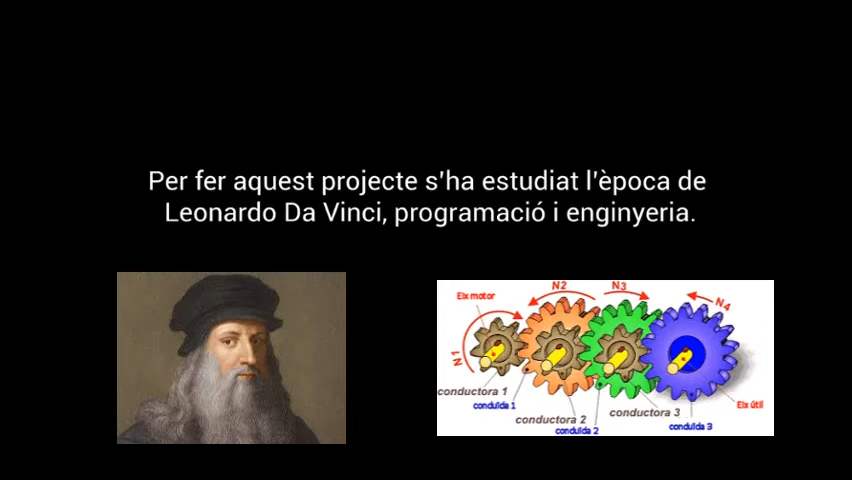 Per fer aquest projecte s'ha estudiat l'època de
Leonardo Da Vinci, programació i enginyeria.
Eix motor
N1
N2
N3
N4
conductora 1
conduïda 1
conductora 2
conduïda 2
conductora 3
conduïda 3
Eix útil